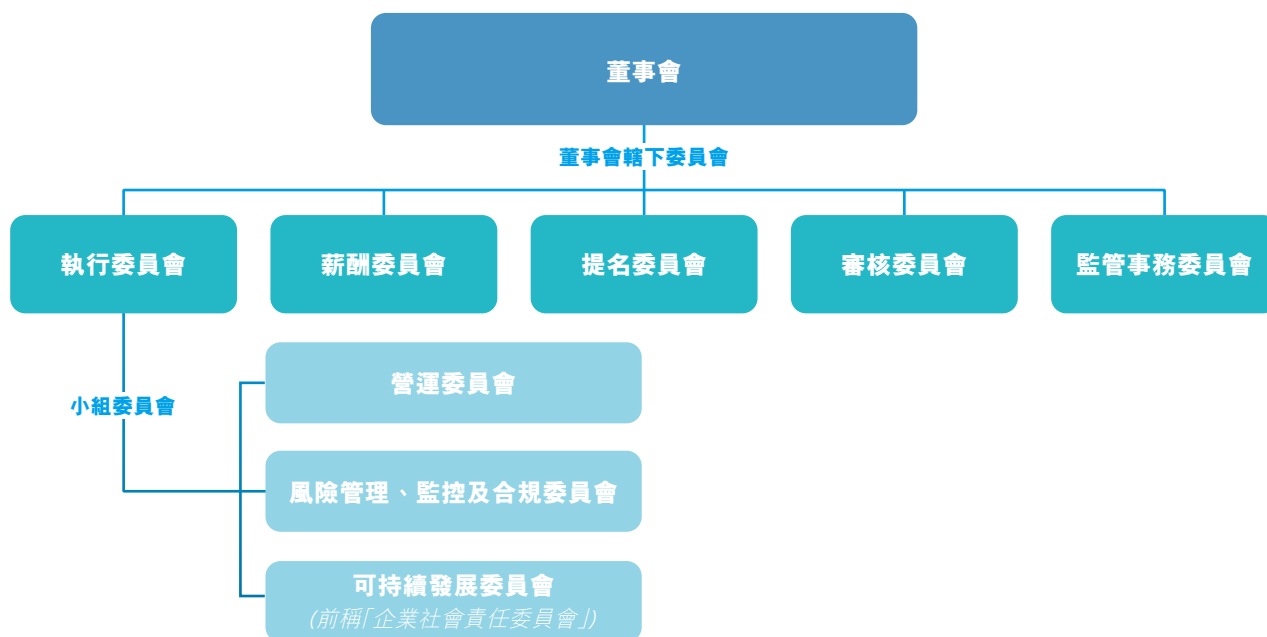 董事會
董事會轄下委員會
執行委員會
薪酬委員會
提名委員會
審核委員會
監管事務委員會
小組委員會
營運委員會
風險管理、監控及合規委員會
可持續發展委員會
(前稱「企業社會責任委員會」)